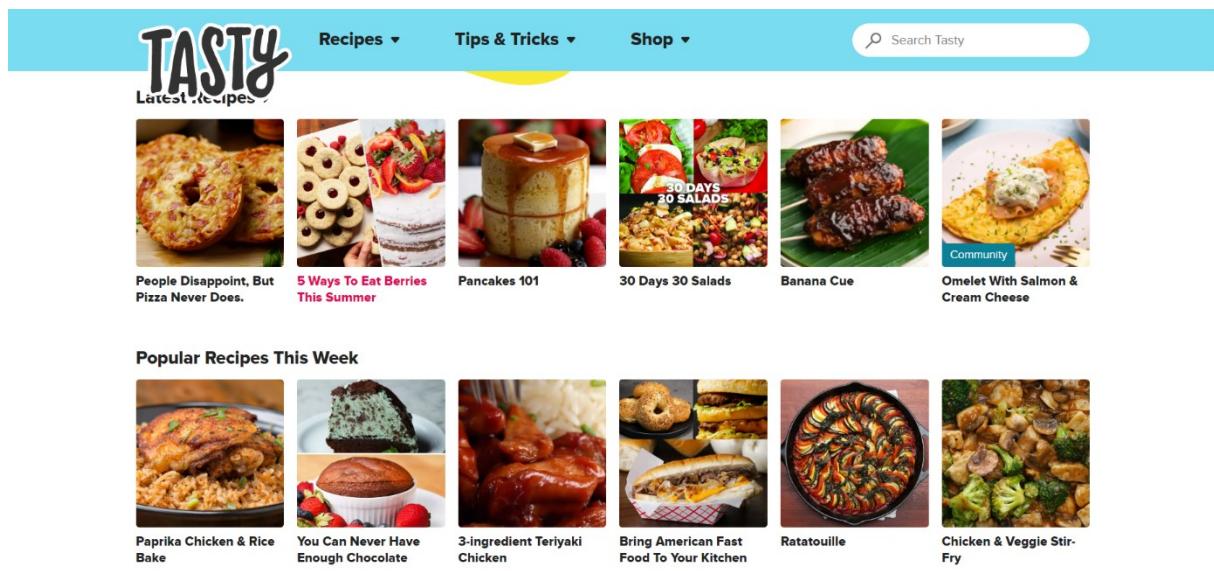 TASTY
Recipes
Tips & Tricks
Shop
Search Tasty
Latest Recipes
30 DAYS
30 SALADS
Community
People Disappoint, But
Pizza Never Does.
5 Ways To Eat Berries
This Summer
Pancakes 101
30 Days 30 Salads
Banana Cue
Omelet With Salmon &
Cream Cheese
Popular Recipes This Week
Paprika Chicken & Rice
Bake
You Can Never Have
Enough Chocolate
3-ingredient Teriyaki
Chicken
Bring American Fast
Food To Your Kitchen
Ratatouille
Chicken & Veggie Stir-
Fry